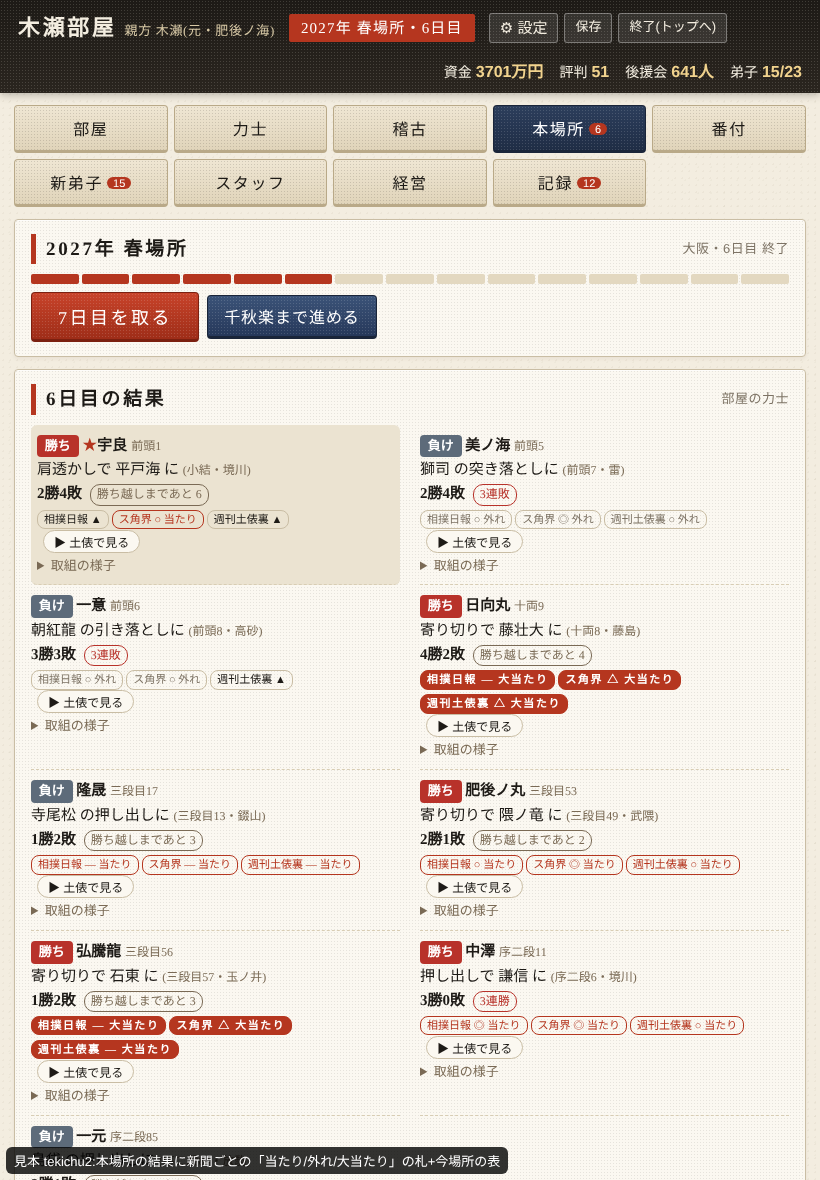 木瀬部屋 親方 木瀬(元・肥後ノ海) 2027年 春場所・6日目 ⚙ 設定 保存 終了(トップへ)
資金 3701万円 評判 51 後援会 641人 弟子 15/23
部屋 力士 稽古 本場所 6 番付
新弟子 15 スタッフ 経営 記録 12
2027年 春場所 大阪・6日目 終了
7日目を取る 千秋楽まで進める
6日目の結果 部屋の力士
勝ち ★宇良 前頭1
肩透かしで 平戸海 に (小結・境川)
2勝4敗 勝ち越しまであと 6
相撲日報 ▲ ス角界 ○ 当たり 週刊土俵裏 ▲
▶ 土俵で見る
▶ 取組の様子
負け 美ノ海 前頭5
獅司 の突き落としに (前頭7・雷)
2勝4敗 3連敗
相撲日報 ○ 外れ ス角界 ◎ 外れ 週刊土俵裏 ○ 外れ
▶ 土俵で見る
▶ 取組の様子
負け 一意 前頭6
朝紅龍 の引き落としに (前頭8・高砂)
3勝3敗 3連敗
相撲日報 ○ 外れ ス角界 ○ 外れ 週刊土俵裏 ▲
▶ 土俵で見る
▶ 取組の様子
勝ち 日向丸 十両9
寄り切りで 藤壮大 に (十両8・藤島)
4勝2敗 勝ち越しまであと 4
相撲日報 — 大当たり ス角界 △ 大当たり
週刊土俵裏 △ 大当たり
▶ 土俵で見る
▶ 取組の様子
負け 隆晟 三段目17
寺尾松 の押し出しに (三段目13・錣山)
1勝2敗 勝ち越しまであと 3
相撲日報 — 当たり ス角界 — 当たり 週刊土俵裏 — 当たり
▶ 土俵で見る
▶ 取組の様子
勝ち 肥後ノ丸 三段目53
寄り切りで 隈ノ竜 に (三段目49・武隈)
2勝1敗 勝ち越しまであと 2
相撲日報 ○ 当たり ス角界 ◎ 当たり 週刊土俵裏 ○ 当たり
▶ 土俵で見る
▶ 取組の様子
勝ち 弘騰龍 三段目56
寄り切りで 石東 に (三段目57・玉ノ井)
1勝2敗 勝ち越しまであと 3
相撲日報 — 大当たり ス角界 △ 大当たり
週刊土俵裏 — 大当たり
▶ 土俵で見る
▶ 取組の様子
勝ち 中澤 序二段11
押し出しで 謙信 に (序二段6・境川)
3勝0敗 3連勝
相撲日報 ◎ 当たり ス角界 ◎ 当たり 週刊土俵裏 ○ 当たり
▶ 土俵で見る
▶ 取組の様子
負け 一元 序二段85
見本 tekichu2:本場所の結果に新聞ごとの「当たり/外れ/大当たり」の札+今場所の表